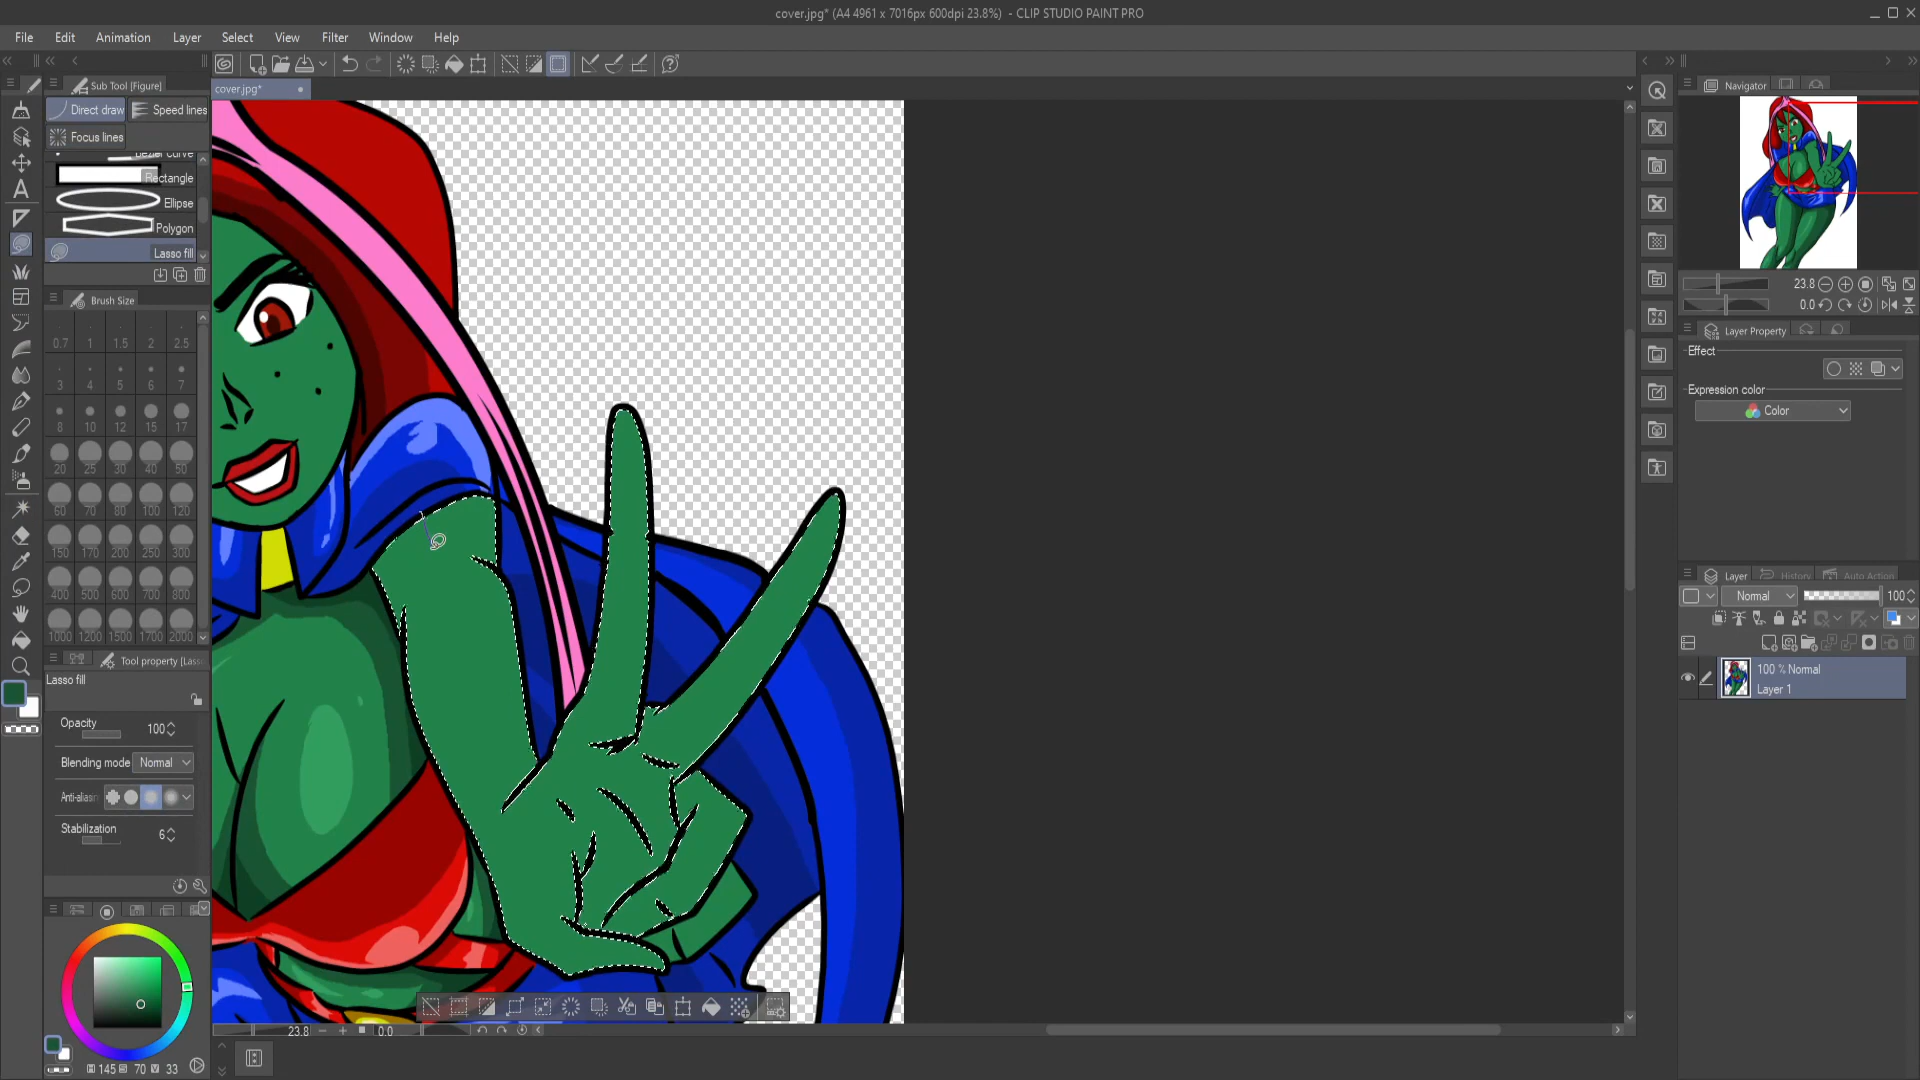 cover.jpg* (A4 4961 x 7016px 600dpi 23.8%) - CLIP STUDIO PAINT PRO
File Edit Animation Layer Select View Filter Window Help
Sub Tool [Figure]
cover.jpg*
Navigator
Direct draw Speed lines
Focus lines
Bezier curve
Rectangle
Ellipse
Polygon
Lasso fill
23.8
0.0
Brush Size
0.7 1 1.5 2 2.5
3 4 5 6 7
8 10 12 15 17
20 25 30 40 50
60 70 80 100 120
150 170 200 250 300
400 500 600 700 800
1000 1200 1500 1700 2000
Layer Property
Effect
Expression color
Color
Layer History Auto Action
Normal 100
100 % Normal
Layer 1
Tool property [Lass
Lasso fill
Opacity 100
Blending mode Normal
Anti-aliasin
Stabilization 6
23.8 0.0
H 145 S 70 V 33